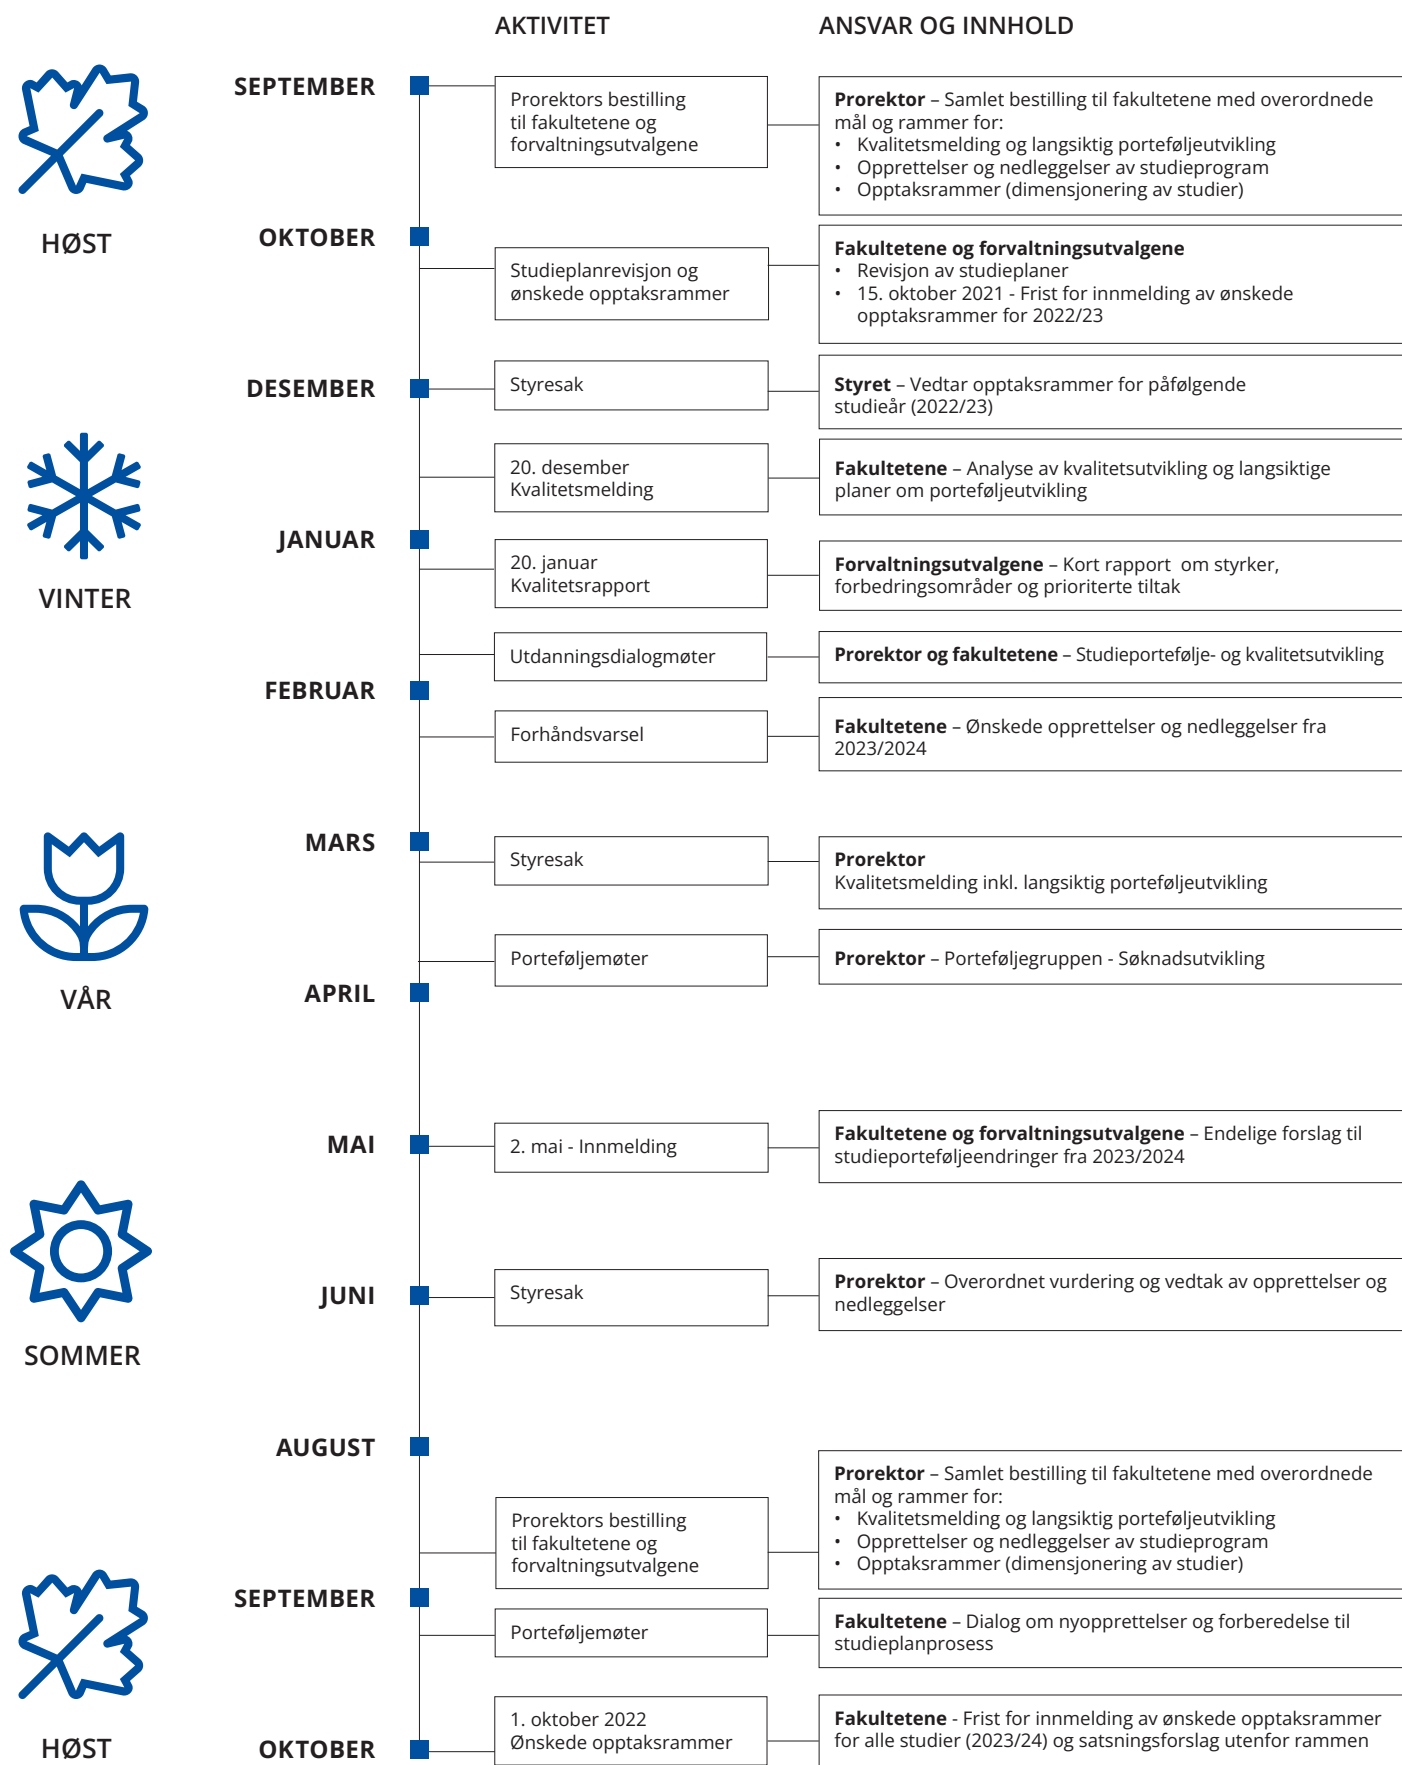 AKTIVITET
ANSVAR OG INNHOLD
SEPTEMBER
Prorektors bestilling
til fakultetene og
forvaltningsutvalgene
Prorektor – Samlet bestilling til fakultetene med overordnede
mål og rammer for:
• Kvalitetsmelding og langsiktig porteføljeutvikling
• Opprettelser og nedleggelser av studieprogram
• Opptaksrammer (dimensjonering av studier)
HØST
OKTOBER
Studieplanrevisjon og
ønskede opptaksrammer
Fakultetene og forvaltningsutvalgene
• Revisjon av studieplaner
• 15. oktober 2021 - Frist for innmelding av ønskede
opptaksrammer for 2022/23
DESEMBER
Styresak
Styret – Vedtar opptaksrammer for påfølgende
studieår (2022/23)
20. desember
Kvalitetsmelding
Fakultetene – Analyse av kvalitetsutvikling og langsiktige
planer om porteføljeutvikling
JANUAR
20. januar
Kvalitetsrapport
Forvaltningsutvalgene – Kort rapport om styrker,
forbedringsområder og prioriterte tiltak
VINTER
Utdanningsdialogmøter
Prorektor og fakultetene – Studieportefølje- og kvalitetsutvikling
FEBRUAR
Forhåndsvarsel
Fakultetene – Ønskede opprettelser og nedleggelser fra
2023/2024
MARS
Styresak
Prorektor
Kvalitetsmelding inkl. langsiktig porteføljeutvikling
Porteføljemøter
Prorektor – Porteføljegruppen - Søknadsutvikling
VÅR
APRIL
MAI
2. mai - Innmelding
Fakultetene og forvaltningsutvalgene – Endelige forslag til
studieporteføljeendringer fra 2023/2024
JUNI
Styresak
Prorektor – Overordnet vurdering og vedtak av opprettelser og
nedleggelser
SOMMER
AUGUST
Prorektors bestilling
til fakultetene og
forvaltningsutvalgene
Prorektor – Samlet bestilling til fakultetene med overordnede
mål og rammer for:
• Kvalitetsmelding og langsiktig porteføljeutvikling
• Opprettelser og nedleggelser av studieprogram
• Opptaksrammer (dimensjonering av studier)
SEPTEMBER
Porteføljemøter
Fakultetene – Dialog om nyopprettelser og forberedelse til
studieplanprosess
HØST
OKTOBER
1. oktober 2022
Ønskede opptaksrammer
Fakultetene - Frist for innmelding av ønskede opptaksrammer
for alle studier (2023/24) og satsningsforslag utenfor rammen